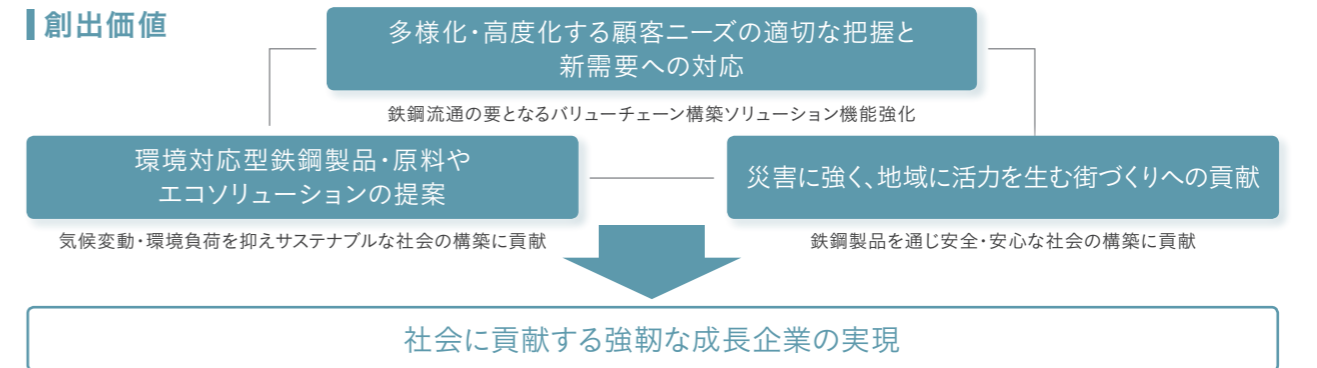 創出価値
多様化・高度化する顧客ニーズの適切な把握と
新需要への対応
鉄鋼流通の要となるバリューチェーン構築ソリューション機能強化
環境対応型鉄鋼製品・原料や
エコソリューションの提案
気候変動・環境負荷を抑えサステナブルな社会の構築に貢献
災害に強く、地域に活力を生む街づくりへの貢献
鉄鋼製品を通じ安全・安心な社会の構築に貢献
社会に貢献する強靭な成長企業の実現